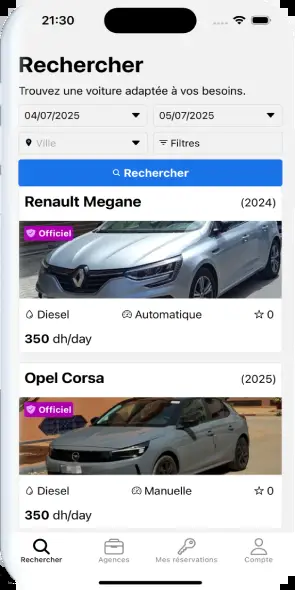 21:30
Rechercher
Trouvez une voiture adaptée à vos besoins.
04/07/2025 05/07/2025
Ville Filtres
Rechercher
Renault Megane (2024)
Officiel
Diesel Automatique 0
350 dh/day
Opel Corsa (2025)
Officiel
Diesel Manuelle 0
350 dh/day
Rechercher Agences Mes réservations Compte